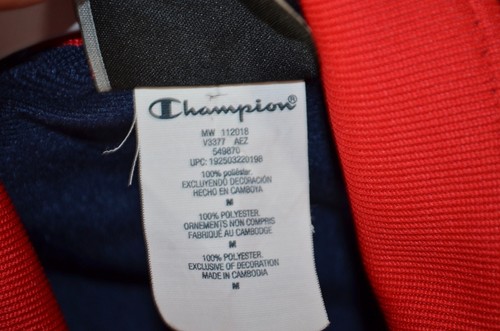 Champion®
MW 112018
V3377 AEZ
549870
UPC: 192503220198
100% poliéster.
EXCLUYENDO DECORACIÓN
HECHO EN CAMBOYA
M
100% POLYESTER.
ORNEMENTS NON COMPRIS
FABRIQUÉ AU CAMBODGE
M
100% POLYESTER.
EXCLUSIVE OF DECORATION
MADE IN CAMBODIA
M